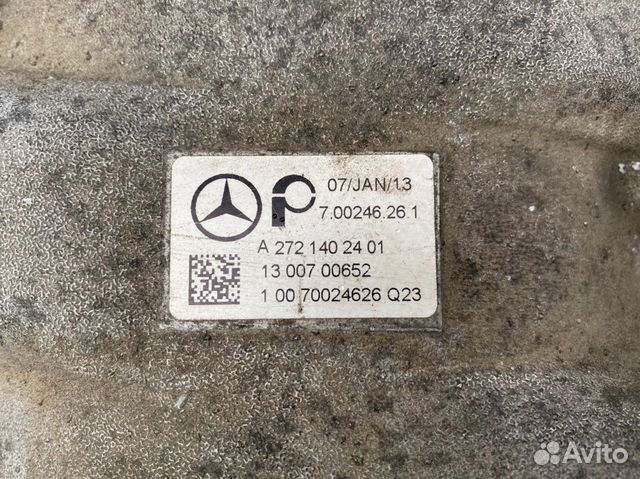 07/JAN/13
7.00246.26.1
A 272 140 24 01
13 007 00652
1 00 70024626 Q23
Avito